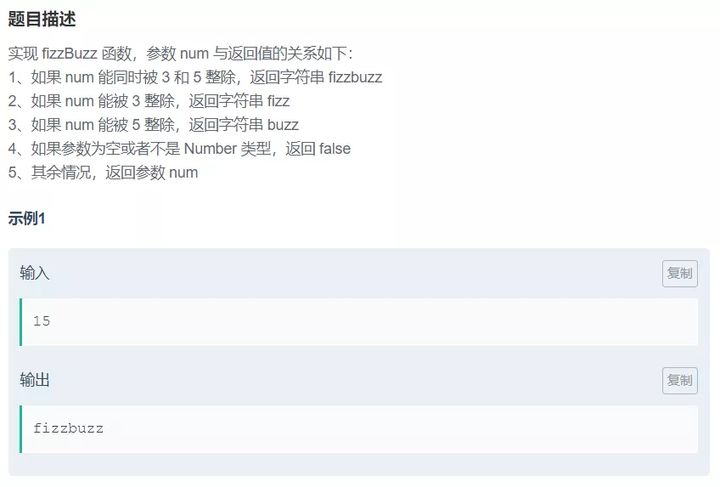 题目描述
实现 fizzBuzz 函数，参数 num 与返回值的关系如下：
1、如果 num 能同时被 3 和 5 整除，返回字符串 fizzbuzz
2、如果 num 能被 3 整除，返回字符串 fizz
3、如果 num 能被 5 整除，返回字符串 buzz
4、如果参数为空或者不是 Number 类型，返回 false
5、其余情况，返回参数 num
示例1
输入
复制
15
输出
复制
fizzbuzz